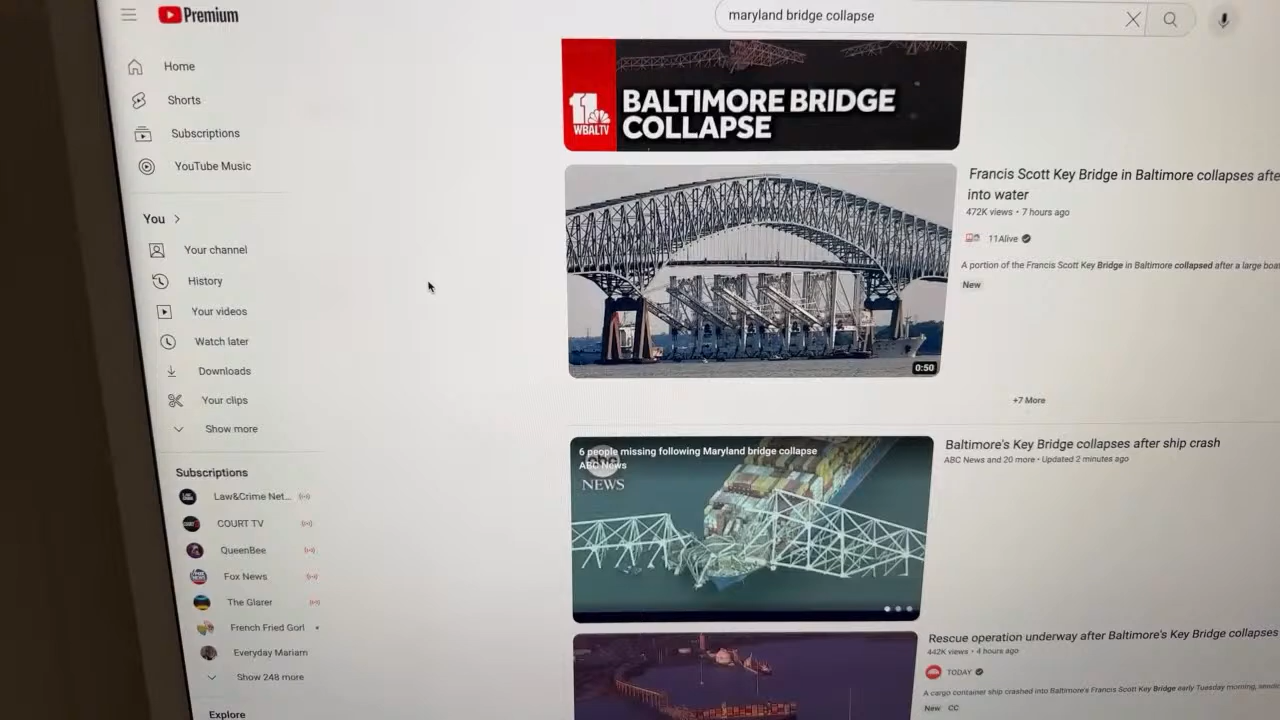 Premium
maryland bridge collapse
Home
Shorts
Subscriptions
YouTube Music
You
Your channel
History
Your videos
Watch later
Downloads
Your clips
Show more
Subscriptions
Law&Crime Net...
COURT TV
QueenBee
Fox News
The Glarer
French Fried Gorl
Everyday Mariam
Show 248 more
Explore
11
WBALTV
BALTIMORE BRIDGE
COLLAPSE
Francis Scott Key Bridge in Baltimore collapses afte
into water
472K views • 7 hours ago
11Alive
A portion of the Francis Scott Key Bridge in Baltimore collapsed after a large boat
New
0:50
+7 More
6 people missing following Maryland bridge collapse
ABC News
NEWS
Baltimore's Key Bridge collapses after ship crash
ABC News and 20 more • Updated 2 minutes ago
Rescue operation underway after Baltimore's Key Bridge collapses
442K views • 4 hours ago
TODAY
A cargo container ship crashed into Baltimore's Francis Scott Key Bridge early Tuesday morning,
New CC